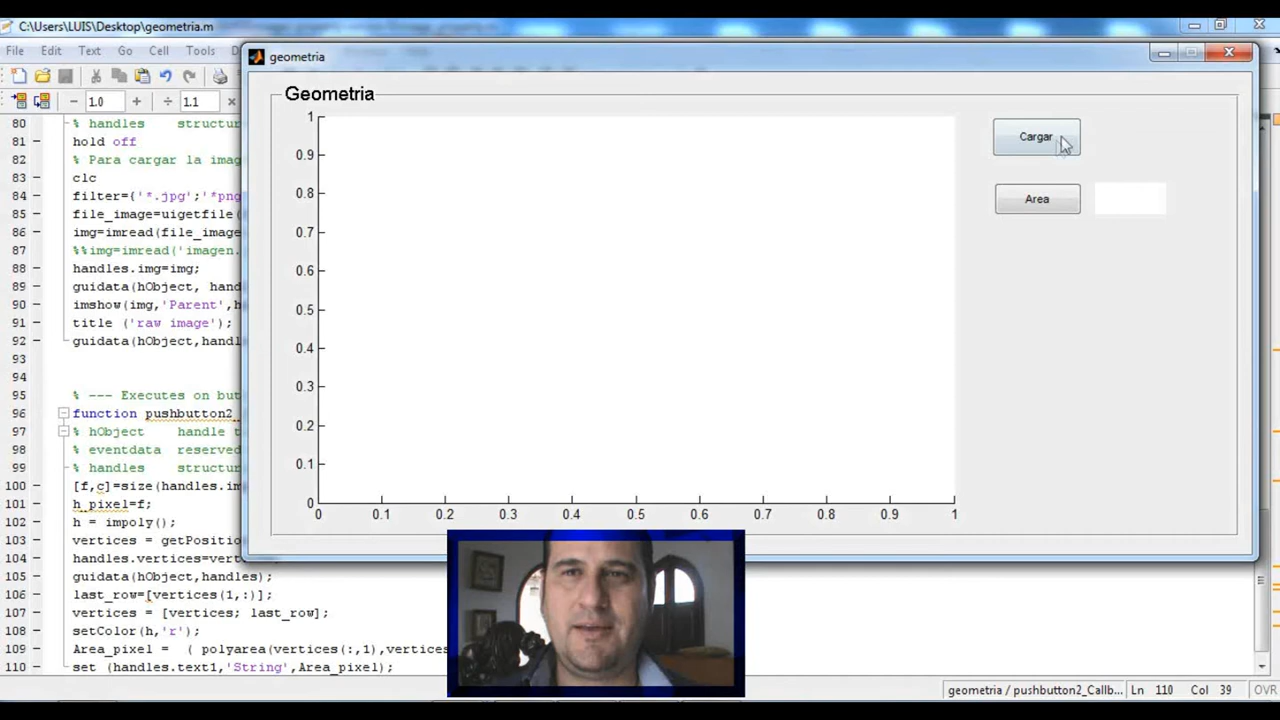 C:\Users\LUIS\Desktop\geometria.m
File Edit Text Go Cell Tools
geometria
1.0
1.1
Geometria
Cargar
Area
1
0.9
0.8
0.7
0.6
0.5
0.4
0.3
0.2
0.1
0
0 0.1 0.2 0.3 0.4 0.5 0.6 0.7 0.8 0.9 1
80 % handles structur
81 hold off
82 % Para cargar la imag
83 clc
84 filter={'*.jpg';'*png
85 file_image=uigetfile(
86 img=imread(file_image
87 %%img=imread('imagen.
88 handles.img=img;
89 guidata(hObject, hand
90 imshow(img,'Parent',h
91 title ('raw image');
92 guidata(hObject,handl
93
94
95 % --- Executes on but
96 function pushbutton2_
97 % hObject handle t
98 % eventdata reserved
99 % handles structur
100 [f,c]=size(handles.im
101 h_pixel=f;
102 h = impoly();
103 vertices = getPositio
104 handles.vertices=vert
105 guidata(hObject,handles);
106 last_row=[vertices(1,:)];
107 vertices = [vertices; last_row];
108 setColor(h,'r');
109 Area_pixel = ( polyarea(vertices(:,1),vertices
110 set (handles.text1,'String',Area_pixel);
geometria / pushbutton2_Callb... Ln 110 Col 39 OVR